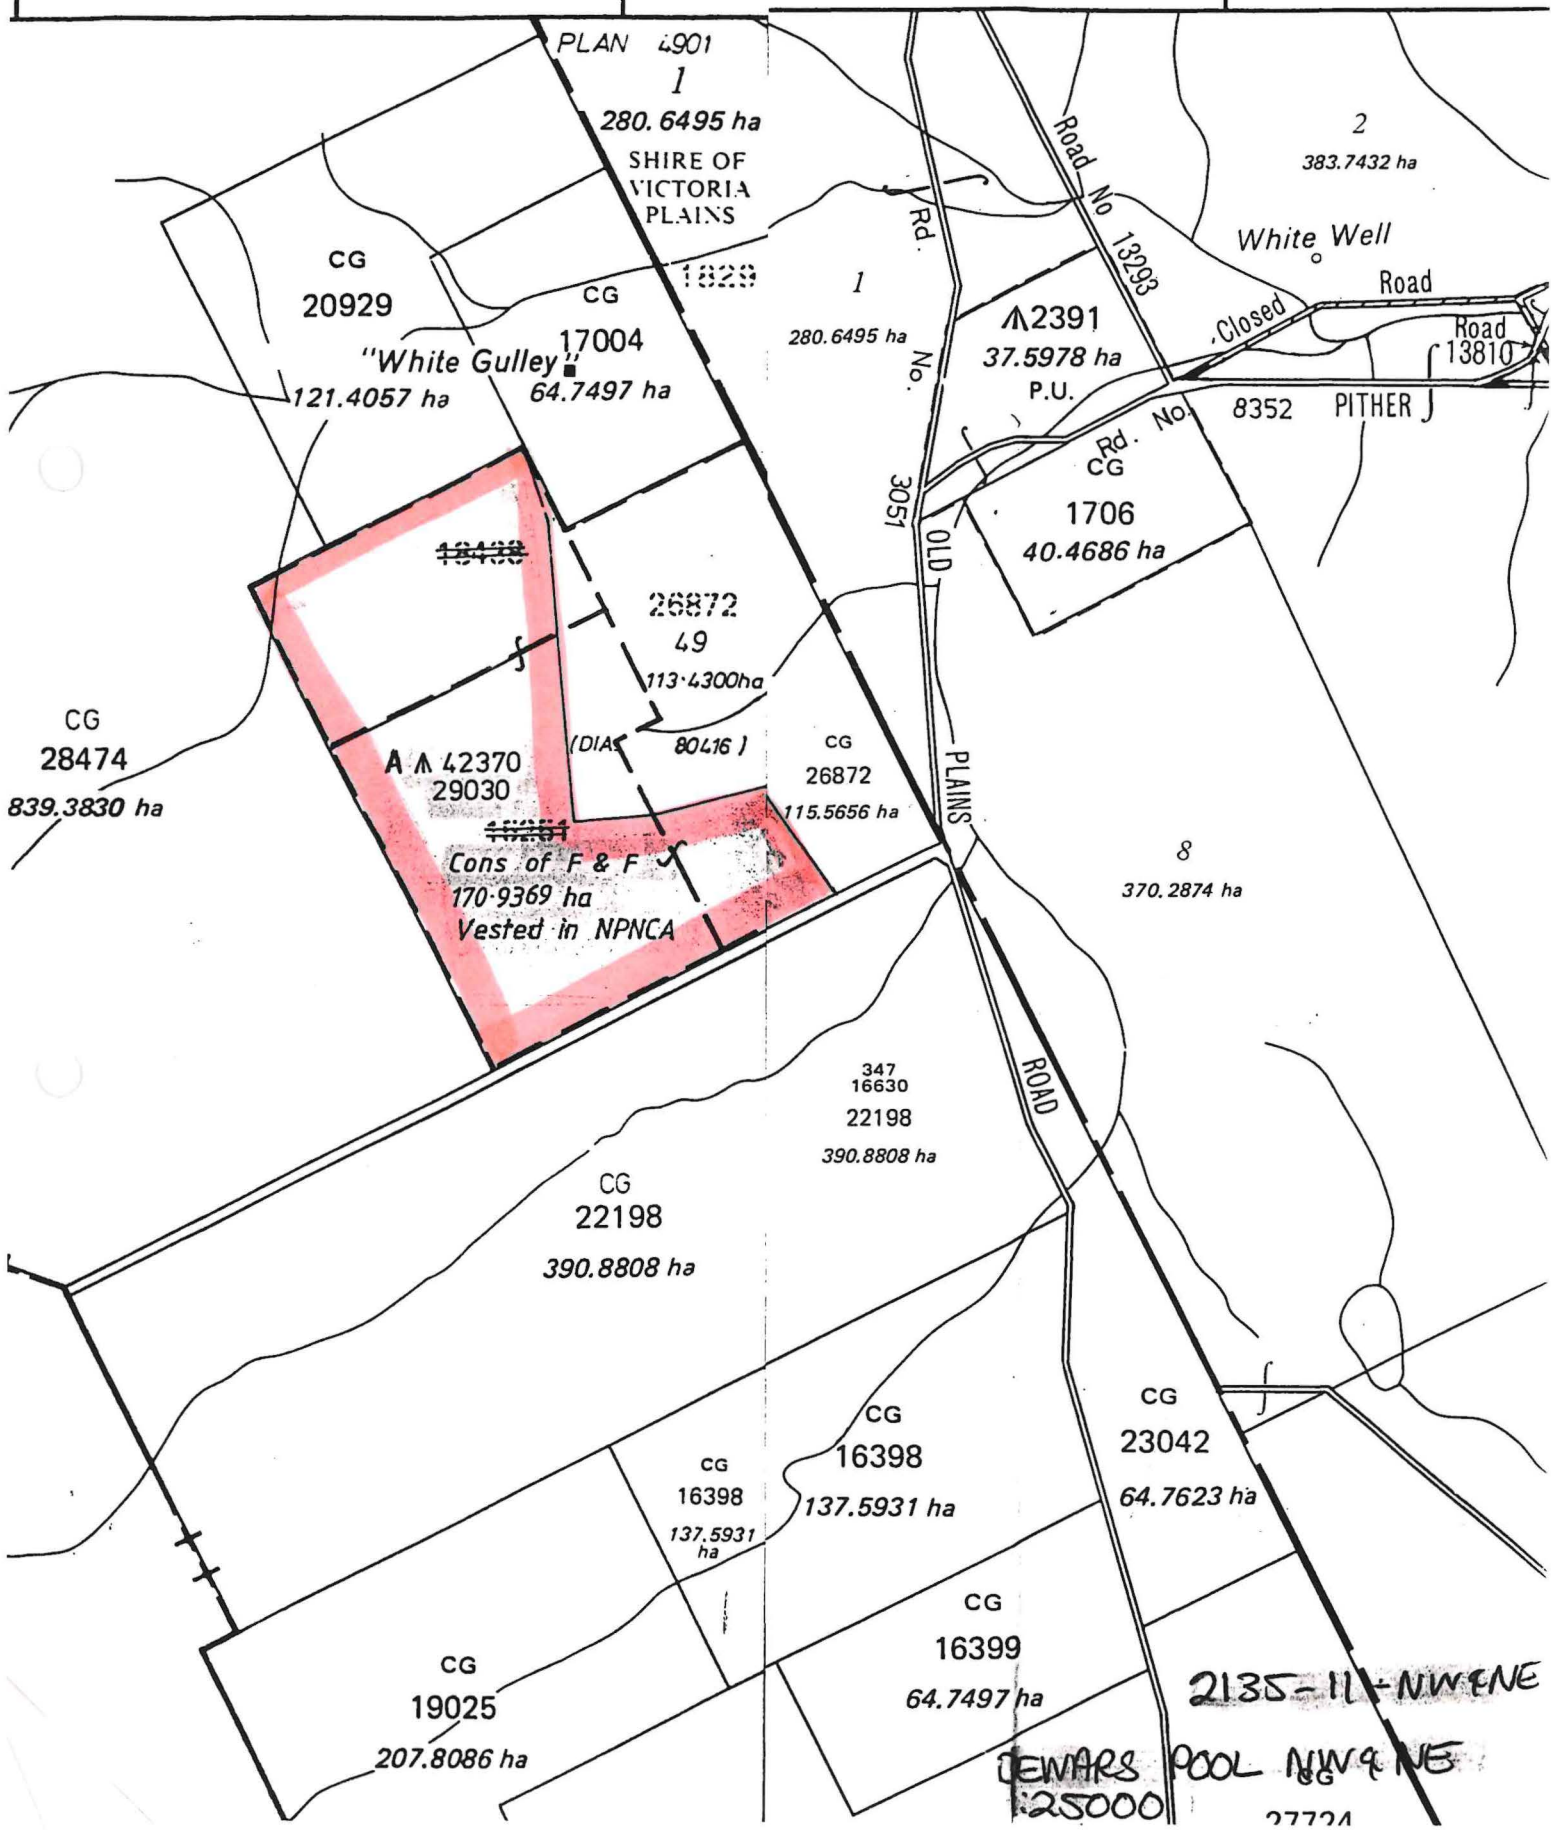 PLAN 4901
1
280.6495 ha
SHIRE OF
VICTORIA
PLAINS
1829
CG
20929
121.4057 ha
CG
17004
64.7497 ha
"White Gulley"
1
280.6495 ha
Rd. No. 3051
Road No 13293
2
383.7432 ha
White Well
Closed Road
Road
13810
2391
37.5978 ha
P.U.
Rd. No. 8352 PITHER
CG
1706
40.4686 ha
OLD PLAINS ROAD
26872
49
113.4300ha
(DIA. 80416)
CG
26872
115.5656 ha
CG
28474
839.3830 ha
A 42370
29030
Cons of F & F
170.9369 ha
Vested in NPNCA
8
370.2874 ha
347
16630
22198
390.8808 ha
CG
22198
390.8808 ha
CG
16398
137.5931 ha
CG
16398
137.5931
ha
CG
23042
64.7623 ha
CG
16399
64.7497 ha
CG
19025
207.8086 ha
2135-11-NW&NE
DEWARS POOL NW & NE
1:25000
CG
27724